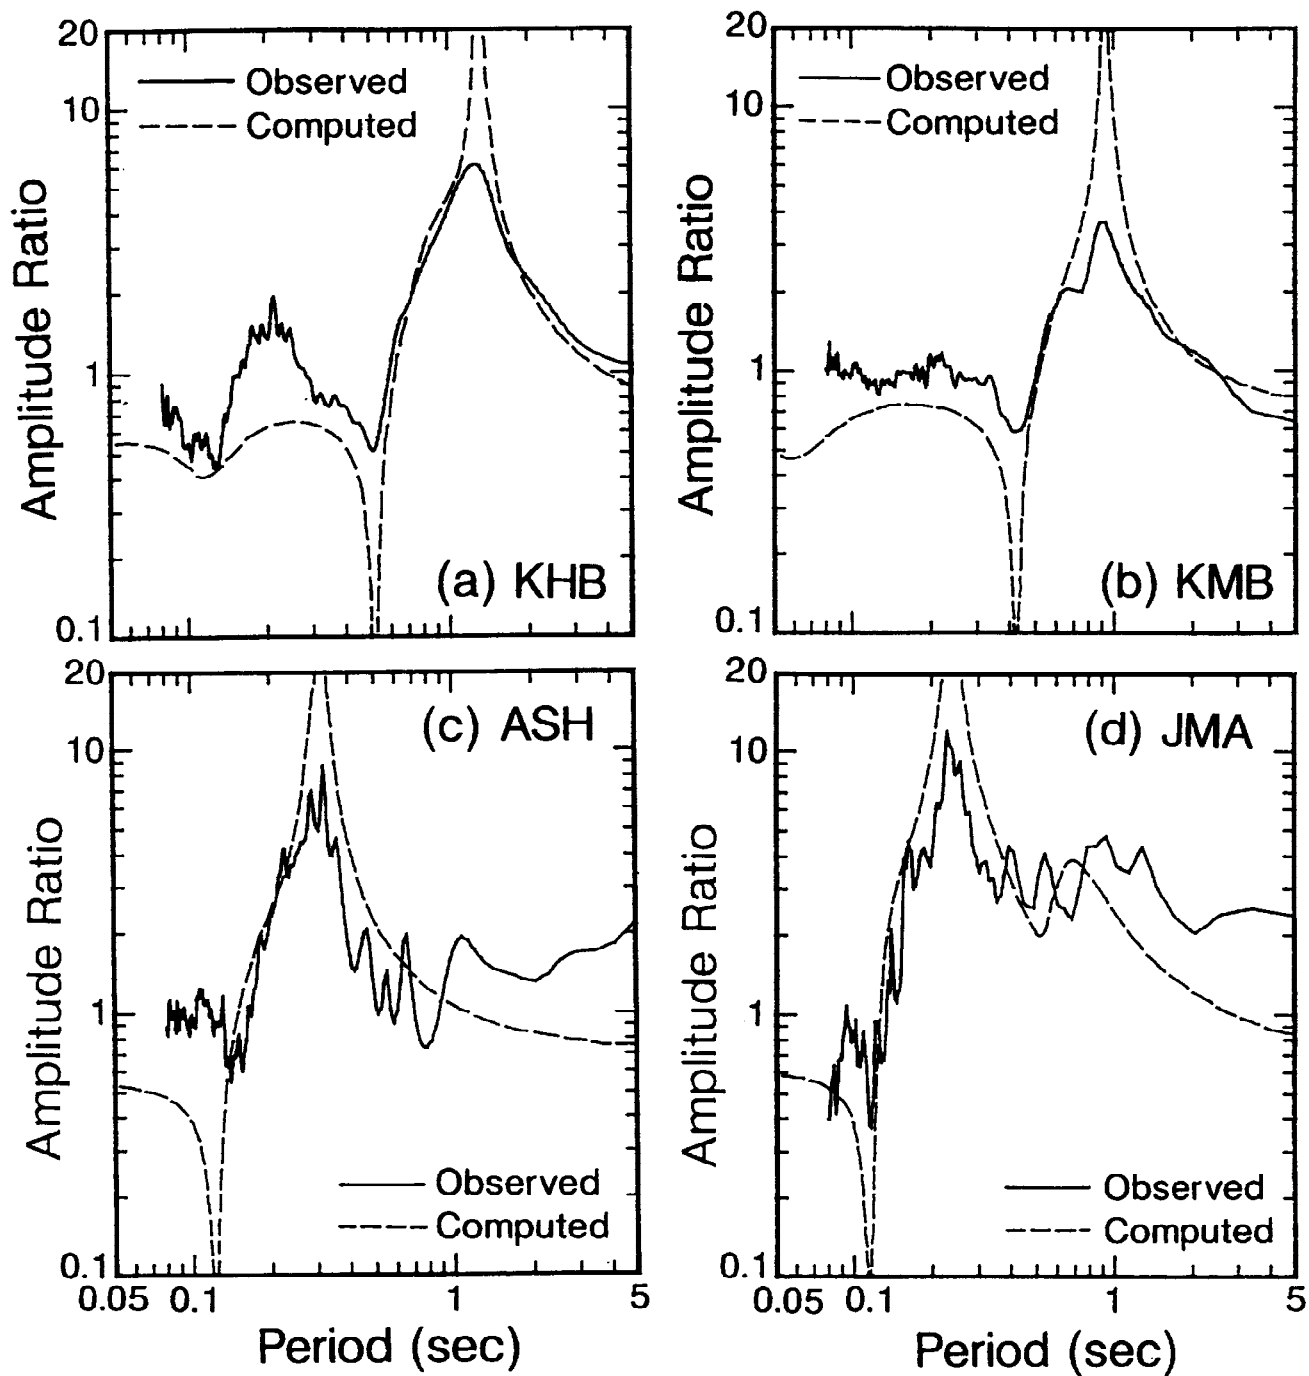 20
10
1
0.1
Amplitude Ratio
Observed
Computed
(a) KHB
20
10
1
0.1
Amplitude Ratio
Observed
Computed
(b) KMB
20
10
1
0.1
Amplitude Ratio
(c) ASH
Observed
Computed
0.05 0.1 1 5
Period (sec)
20
10
1
0.1
Amplitude Ratio
(d) JMA
Observed
Computed
0.05 0.1 1 5
Period (sec)